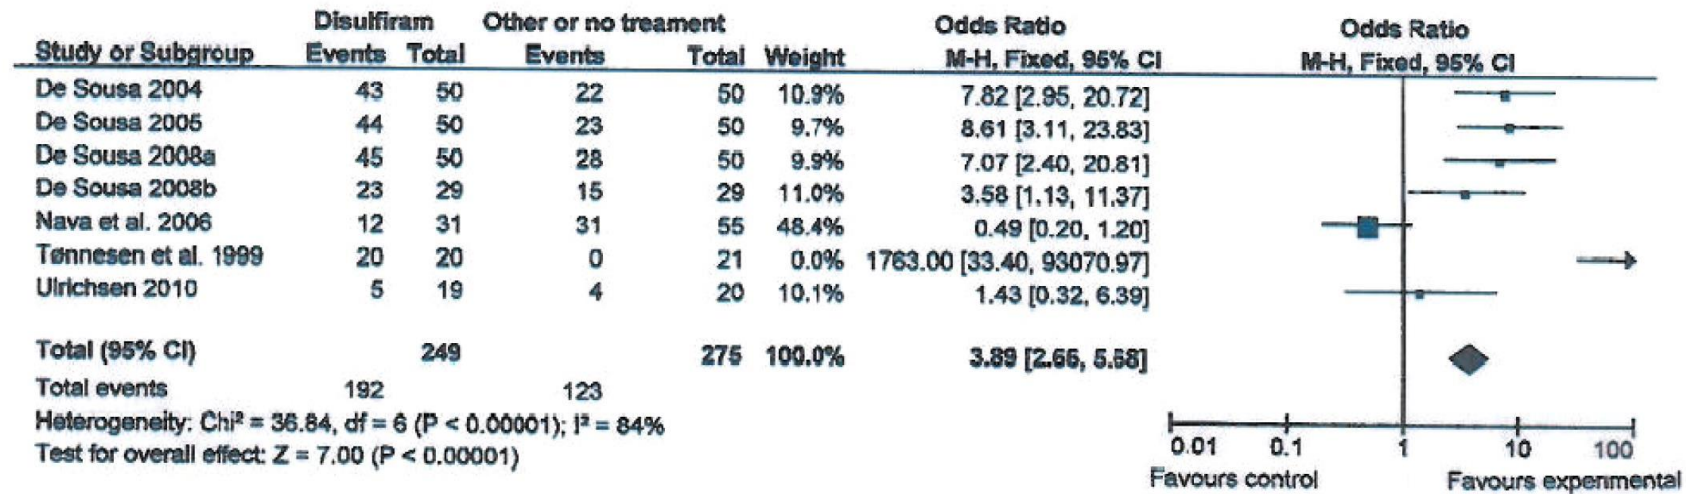 Disulfiram Other or no treament Odds Ratio Odds Ratio
Study or Subgroup Events Total Events Total Weight M-H, Fixed, 95% CI M-H, Fixed, 95% CI
De Sousa 2004 43 50 22 50 10.9% 7.82 [2.95, 20.72]
De Sousa 2005 44 50 23 50 9.7% 8.61 [3.11, 23.83]
De Sousa 2008a 45 50 28 50 9.9% 7.07 [2.40, 20.81]
De Sousa 2008b 23 29 15 29 11.0% 3.58 [1.13, 11.37]
Nava et al. 2006 12 31 31 55 48.4% 0.49 [0.20, 1.20]
Tønnesen et al. 1999 20 20 0 21 0.0% 1763.00 [33.40, 93070.97]
Ulrichsen 2010 5 19 4 20 10.1% 1.43 [0.32, 6.39]
Total (95% CI) 249 275 100.0% 3.89 [2.66, 5.68]
Total events 192 123
Heterogeneity: Chi² = 36.84, df = 6 (P < 0.00001); I² = 84%
Test for overall effect: Z = 7.00 (P < 0.00001)
0.01 0.1 1 10 100
Favours control Favours experimental